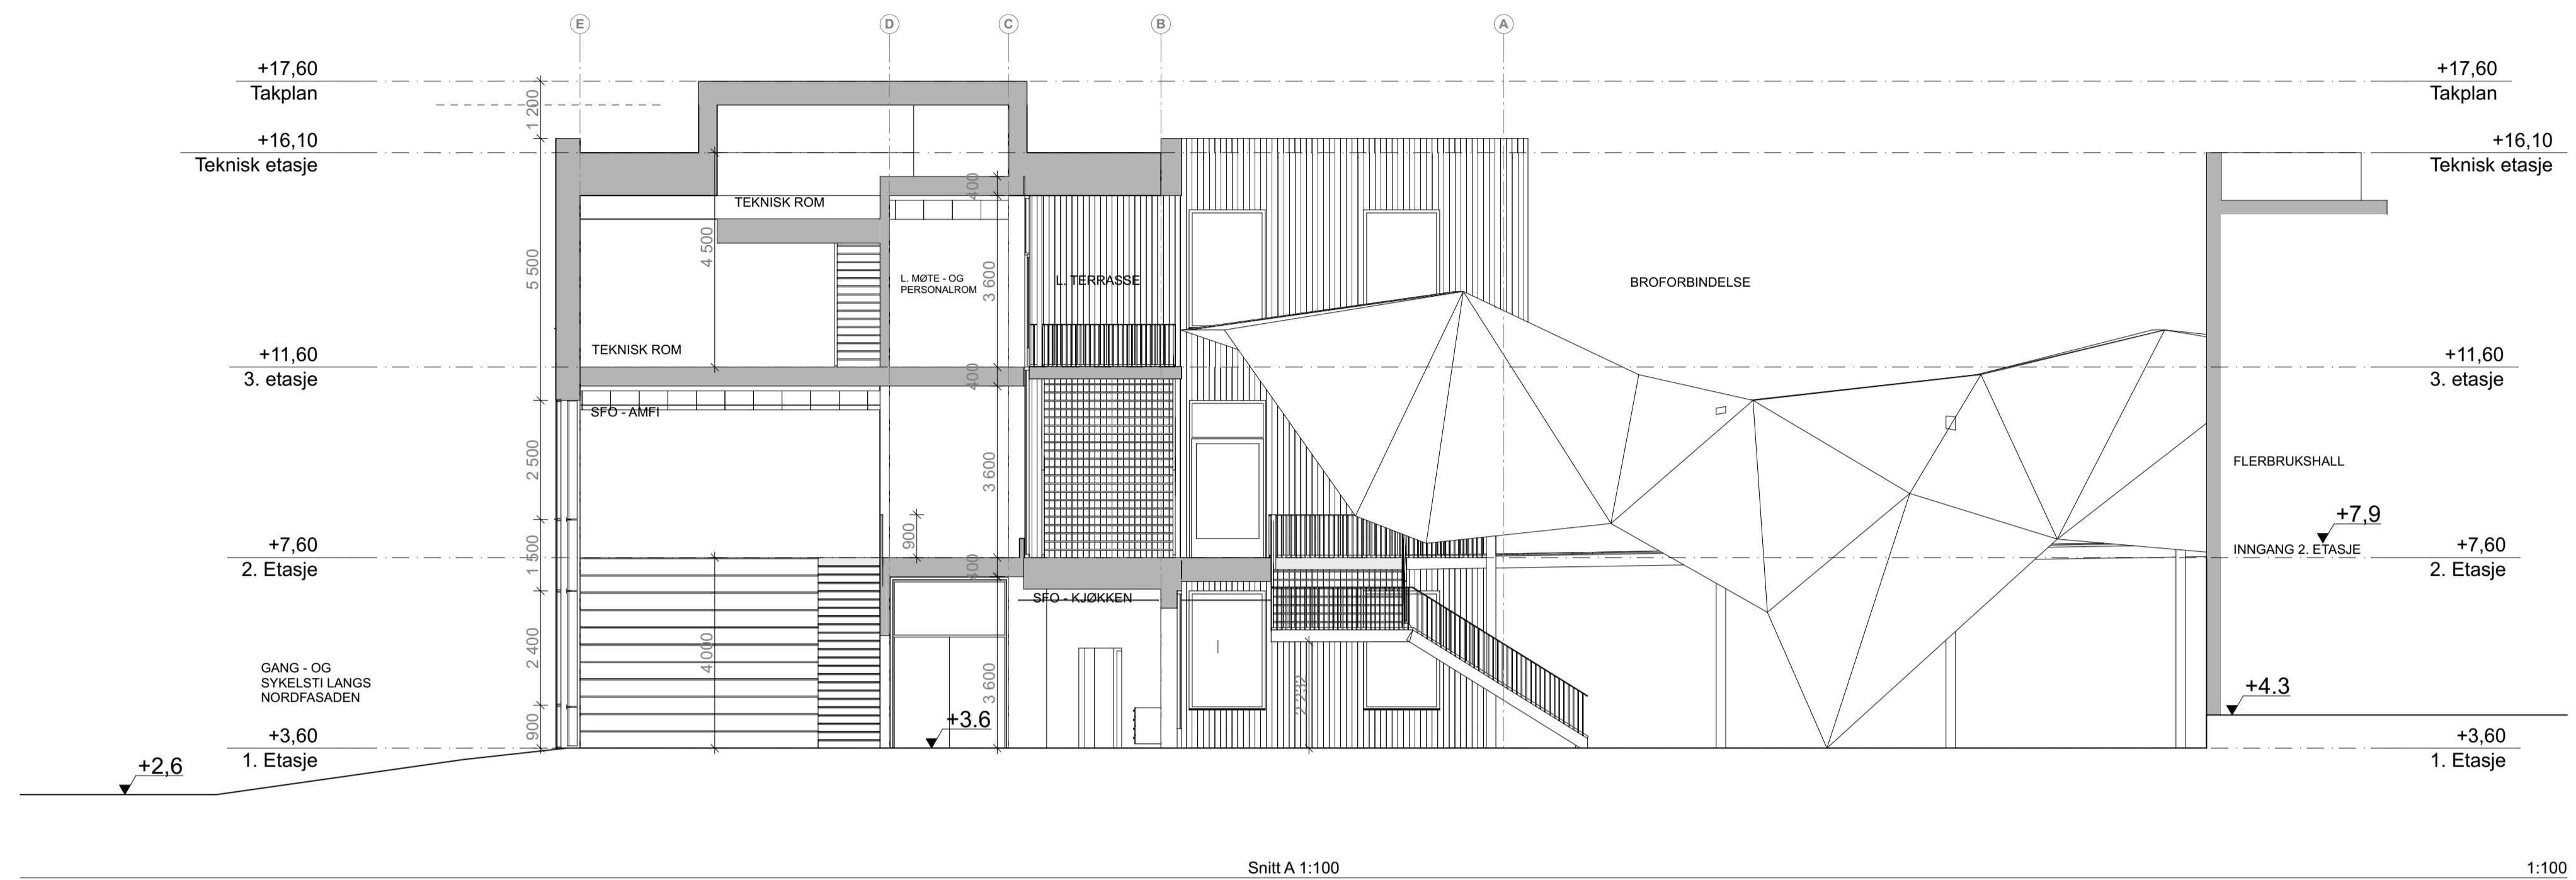 E D C B A
+17,60
Takplan
+17,60
Takplan
1 200
+16,10
Teknisk etasje
+16,10
Teknisk etasje
400
TEKNISK ROM
4 500
5 500
L. MØTE - OG
PERSONALROM
3 600
L. TERRASSE
BROFORBINDELSE
TEKNISK ROM
+11,60
3. etasje
400
+11,60
3. etasje
SFO - AMFI
2 500
3 600
FLERBRUKSHALL
900
+7,9
INNGANG 2. ETASJE
+7,60
2. Etasje
1 500
400
+7,60
2. Etasje
SFO - KJØKKEN
2 400
4000
3 600
GANG - OG
SYKELSTI LANGS
NORDFASADEN
+4.3
900
+3.6
+3,60
1. Etasje
+3,60
1. Etasje
+2,6
Snitt A 1:100
1:100